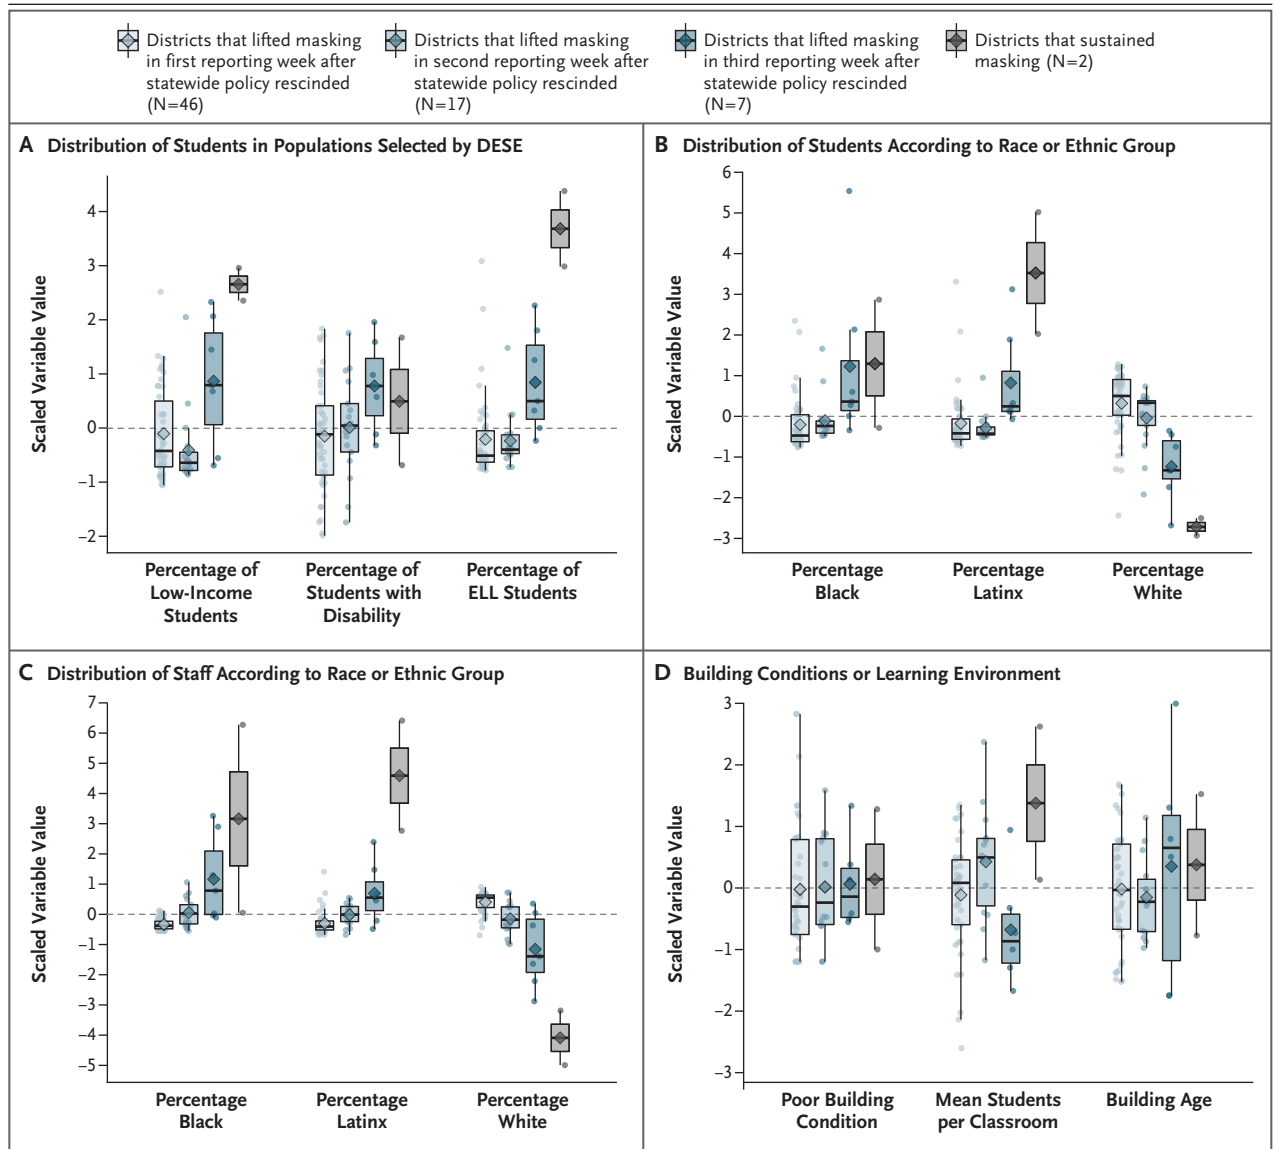 Districts that lifted masking
in first reporting week after
statewide policy rescinded
(N=46)
Districts that lifted masking
in second reporting week after
statewide policy rescinded
(N=17)
Districts that lifted masking
in third reporting week after
statewide policy rescinded
(N=7)
Districts that sustained
masking (N=2)
A Distribution of Students in Populations Selected by DESE
Scaled Variable Value
4
3
2
1
0
−1
−2
Percentage of
Low-Income
Students
Percentage of
Students with
Disability
Percentage of
ELL Students
B Distribution of Students According to Race or Ethnic Group
Scaled Variable Value
6
5
4
3
2
1
0
−1
−2
−3
Percentage
Black
Percentage
Latinx
Percentage
White
C Distribution of Staff According to Race or Ethnic Group
Scaled Variable Value
7
6
5
4
3
2
1
0
−1
−2
−3
−4
−5
Percentage
Black
Percentage
Latinx
Percentage
White
D Building Conditions or Learning Environment
Scaled Variable Value
3
2
1
0
−1
−2
−3
Poor Building
Condition
Mean Students
per Classroom
Building Age